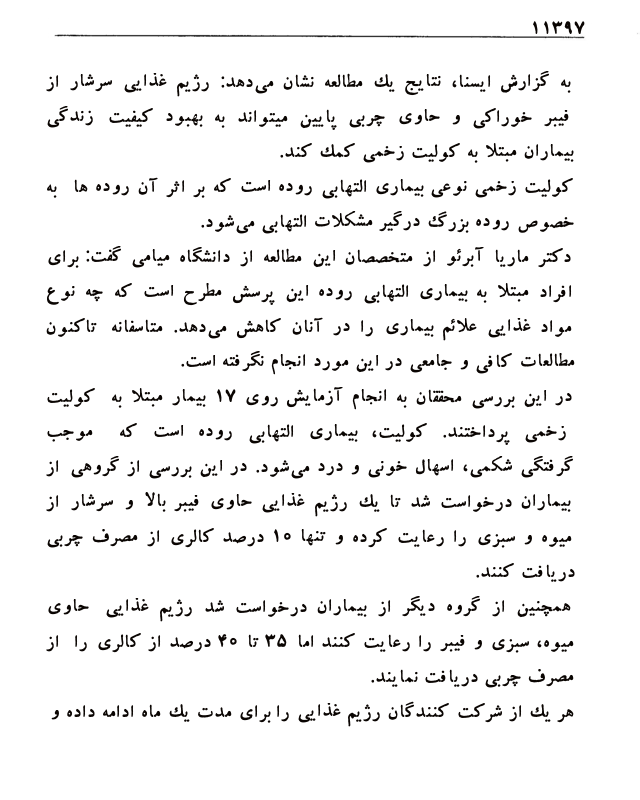 ۱۱۳۹۷
به گزارش ایسنا، نتایج یك مطالعه نشان می‌دهد: رژیم غذایی سرشار از
فیبر خوراکی و حاوی چربی پایین میتواند به بهبود کیفیت زندگی
بیماران مبتلا به کولیت زخمی کمك کند.
کولیت زخمی نوعی بیماری التهابی روده است که بر اثر آن روده ها به
خصوص روده بزرگ درگیر مشکلات التهابی می‌شود.
دکتر ماریا آبرئو از متخصصان این مطالعه از دانشگاه میامی گفت: برای
افراد مبتلا به بیماری التهابی روده این پرسش مطرح است که چه نوع
مواد غذایی علائم بیماری را در آنان کاهش می‌دهد. متاسفانه تاکنون
مطالعات کافی و جامعی در این مورد انجام نگرفته است.
در این بررسی محققان به انجام آزمایش روی ۱۷ بیمار مبتلا به کولیت
زخمی پرداختند. کولیت، بیماری التهابی روده است که موجب
گرفتگی شکمی، اسهال خونی و درد می‌شود. در این بررسی از گروهی از
بیماران درخواست شد تا یك رژیم غذایی حاوی فیبر بالا و سرشار از
میوه و سبزی را رعایت کرده و تنها ۱۰ درصد کالری از مصرف چربی
دریافت کنند.
همچنین از گروه دیگر از بیماران درخواست شد رژیم غذایی حاوی
میوه، سبزی و فیبر را رعایت کنند اما ۳۵ تا ۴۰ درصد از کالری را از
مصرف چربی دریافت نمایند.
هر یك از شرکت کنندگان رژیم غذایی را برای مدت یك ماه ادامه داده و